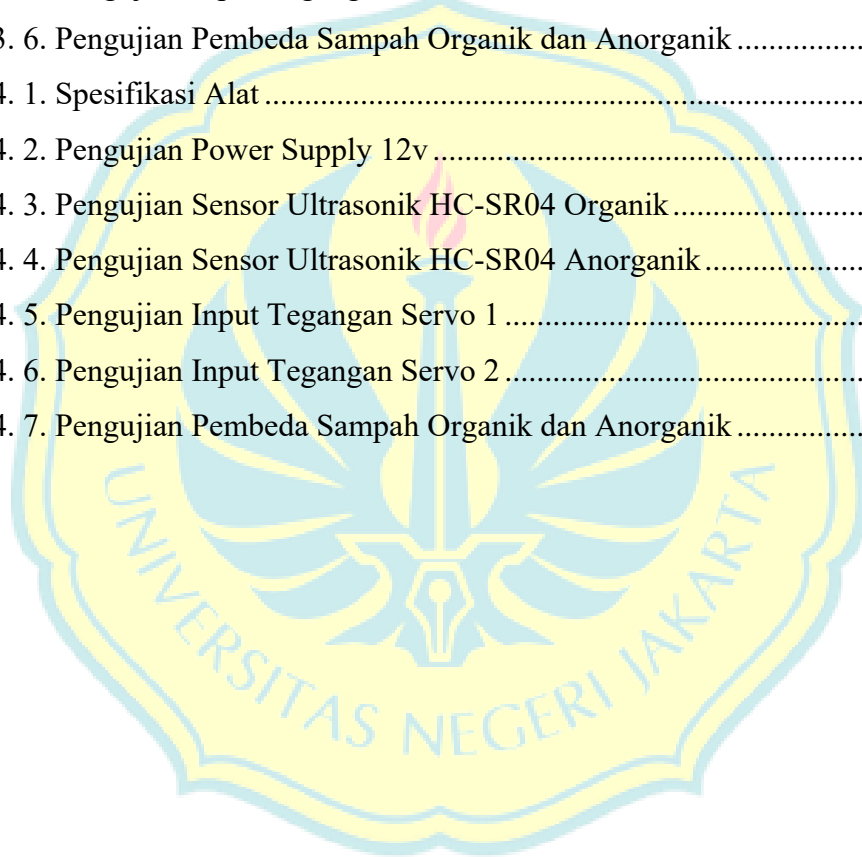 3. 6. Pengujian Pembeda Sampah Organik dan Anorganik ................
4. 1. Spesifikasi Alat ................
4. 2. Pengujian Power Supply 12v ................
4. 3. Pengujian Sensor Ultrasonik HC-SR04 Organik ................
4. 4. Pengujian Sensor Ultrasonik HC-SR04 Anorganik ................
4. 5. Pengujian Input Tegangan Servo 1 ................
4. 6. Pengujian Input Tegangan Servo 2 ................
4. 7. Pengujian Pembeda Sampah Organik dan Anorganik ................
UNIVERSITAS NEGERI JAKARTA